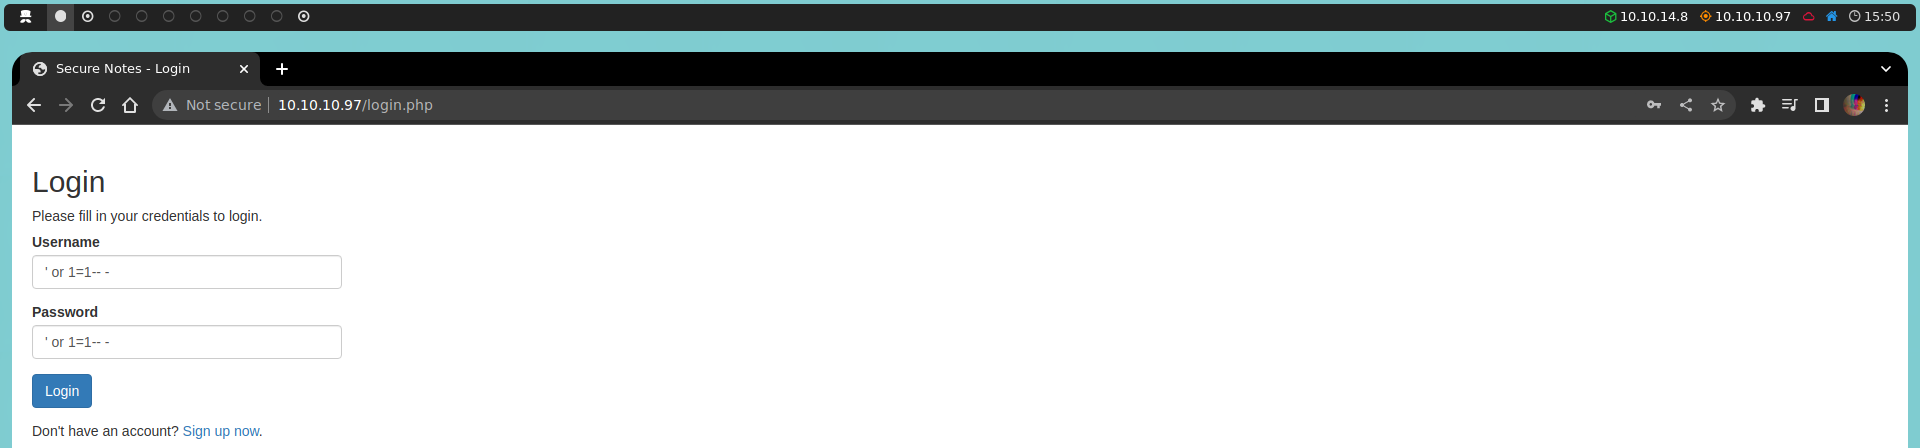 10.10.14.8 10.10.10.97 15:50
Secure Notes - Login
Not secure 10.10.10.97/login.php
Login
Please fill in your credentials to login.
Username
' or 1=1-- -
Password
' or 1=1-- -
Login
Don't have an account? Sign up now.